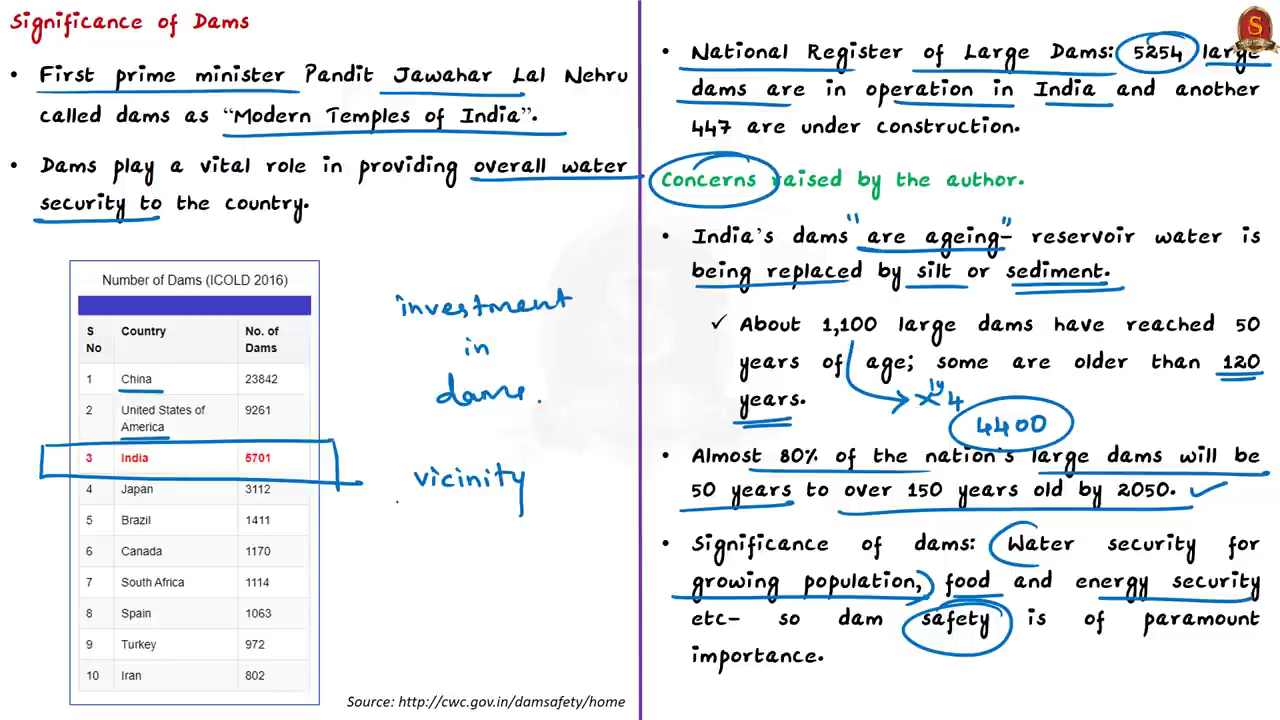 Significance of Dams
• First prime minister Pandit Jawahar Lal Nehru
called dams as “Modern Temples of India”.
• Dams play a vital role in providing overall water
security to the country.
Number of Dams (ICOLD 2016)
S No Country No. of Dams
1 China 23842
2 United States of America 9261
3 India 5701
4 Japan 3112
5 Brazil 1411
6 Canada 1170
7 South Africa 1114
8 Spain 1063
9 Turkey 972
10 Iran 802
investment
in
dams.
vicinity
Source: http://cwc.gov.in/damsafety/home
S
• National Register of Large Dams: 5254 large
dams are in operation in India and another
447 are under construction.
Concerns raised by the author.
• India’s dams "are ageing-" reservoir water is
being replaced by silt or sediment.
✓ About 1,100 large dams have reached 50
years of age; some are older than 120
years.
4
4400
• Almost 80% of the nation’s large dams will be
50 years to over 150 years old by 2050.
• Significance of dams: Water security for
growing population, food and energy security
etc- so dam safety is of paramount
importance.